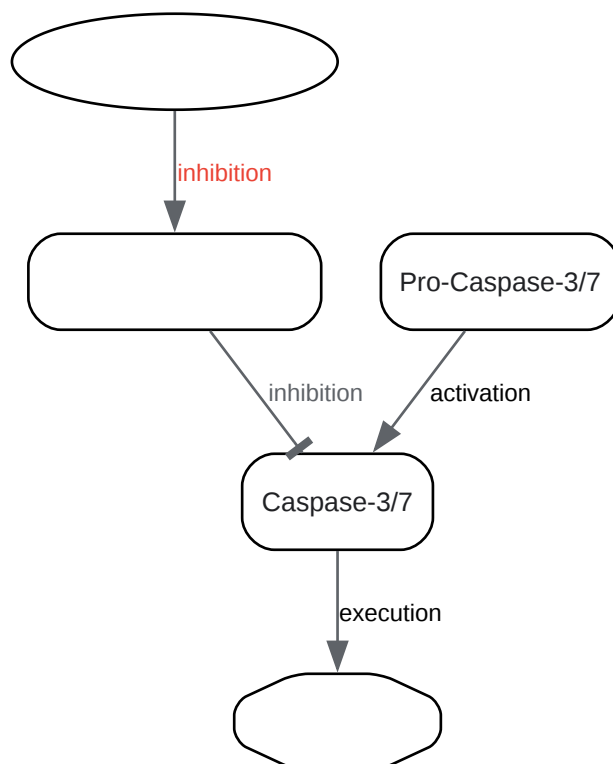 inhibition
Pro-Caspase-3/7
inhibition
activation
Caspase-3/7
execution